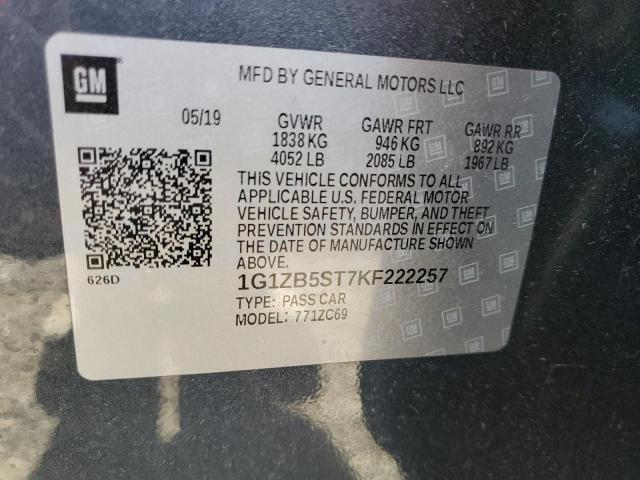 GM
MFD BY GENERAL MOTORS LLC
05/19 GVWR GAWR FRT GAWR RR
1838 KG 946 KG 892 KG
4052 LB 2085 LB 1967 LB
THIS VEHICLE CONFORMS TO ALL
APPLICABLE U.S. FEDERAL MOTOR
VEHICLE SAFETY, BUMPER, AND THEFT
PREVENTION STANDARDS IN EFFECT ON
THE DATE OF MANUFACTURE SHOWN
ABOVE.
626D
1G1ZB5ST7KF222257
TYPE: PASS CAR
MODEL: 771ZC69